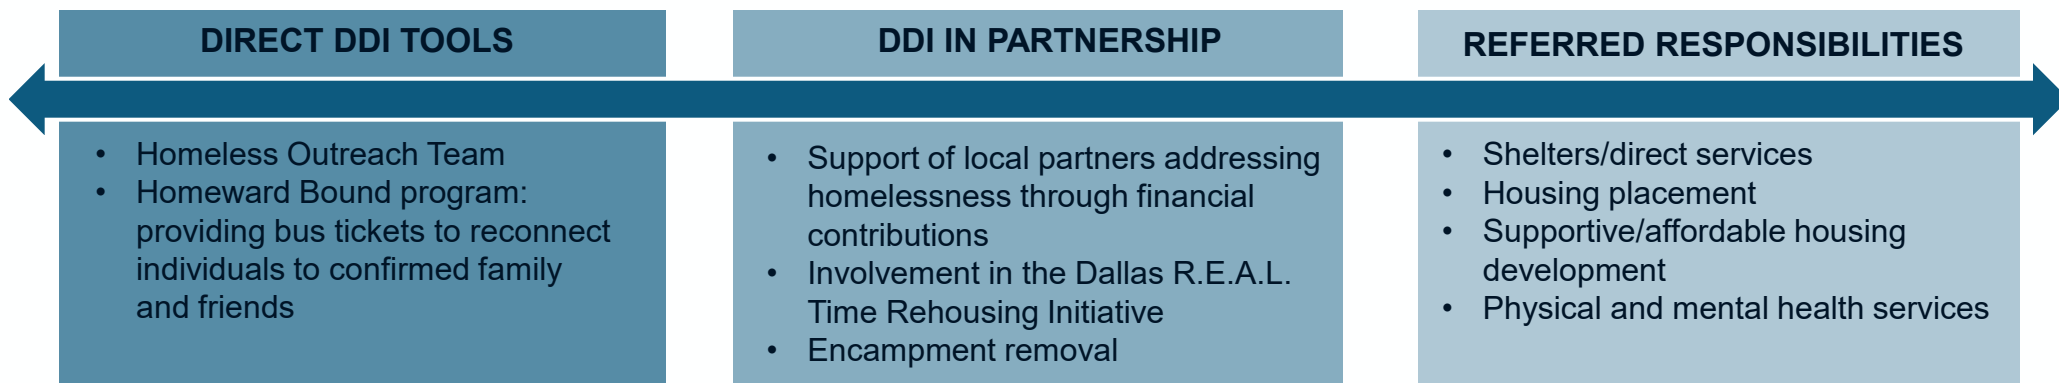 DIRECT DDI TOOLS
• Homeless Outreach Team
• Homeward Bound program:
providing bus tickets to reconnect
individuals to confirmed family
and friends
DDI IN PARTNERSHIP
• Support of local partners addressing
homelessness through financial
contributions
• Involvement in the Dallas R.E.A.L.
Time Rehousing Initiative
• Encampment removal
REFERRED RESPONSIBILITIES
• Shelters/direct services
• Housing placement
• Supportive/affordable housing
development
• Physical and mental health services